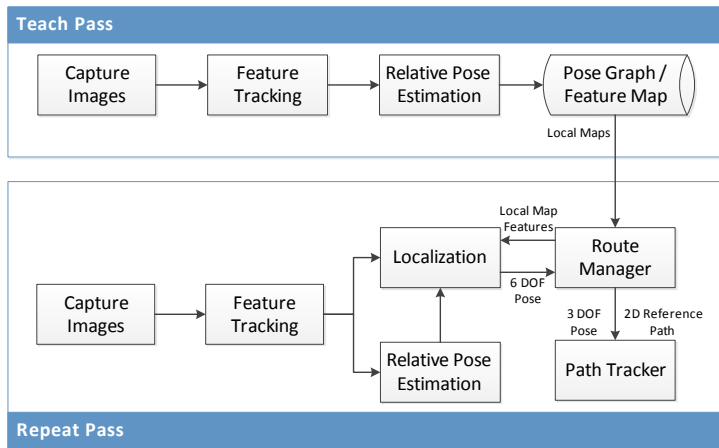 Teach Pass
Capture
Images
Feature
Tracking
Relative Pose
Estimation
Pose Graph /
Feature Map
Local Maps
Local Map
Features
Localization
Route
Manager
6 DOF
Pose
Capture
Images
Feature
Tracking
3 DOF
Pose
2D Reference
Path
Relative Pose
Estimation
Path Tracker
Repeat Pass